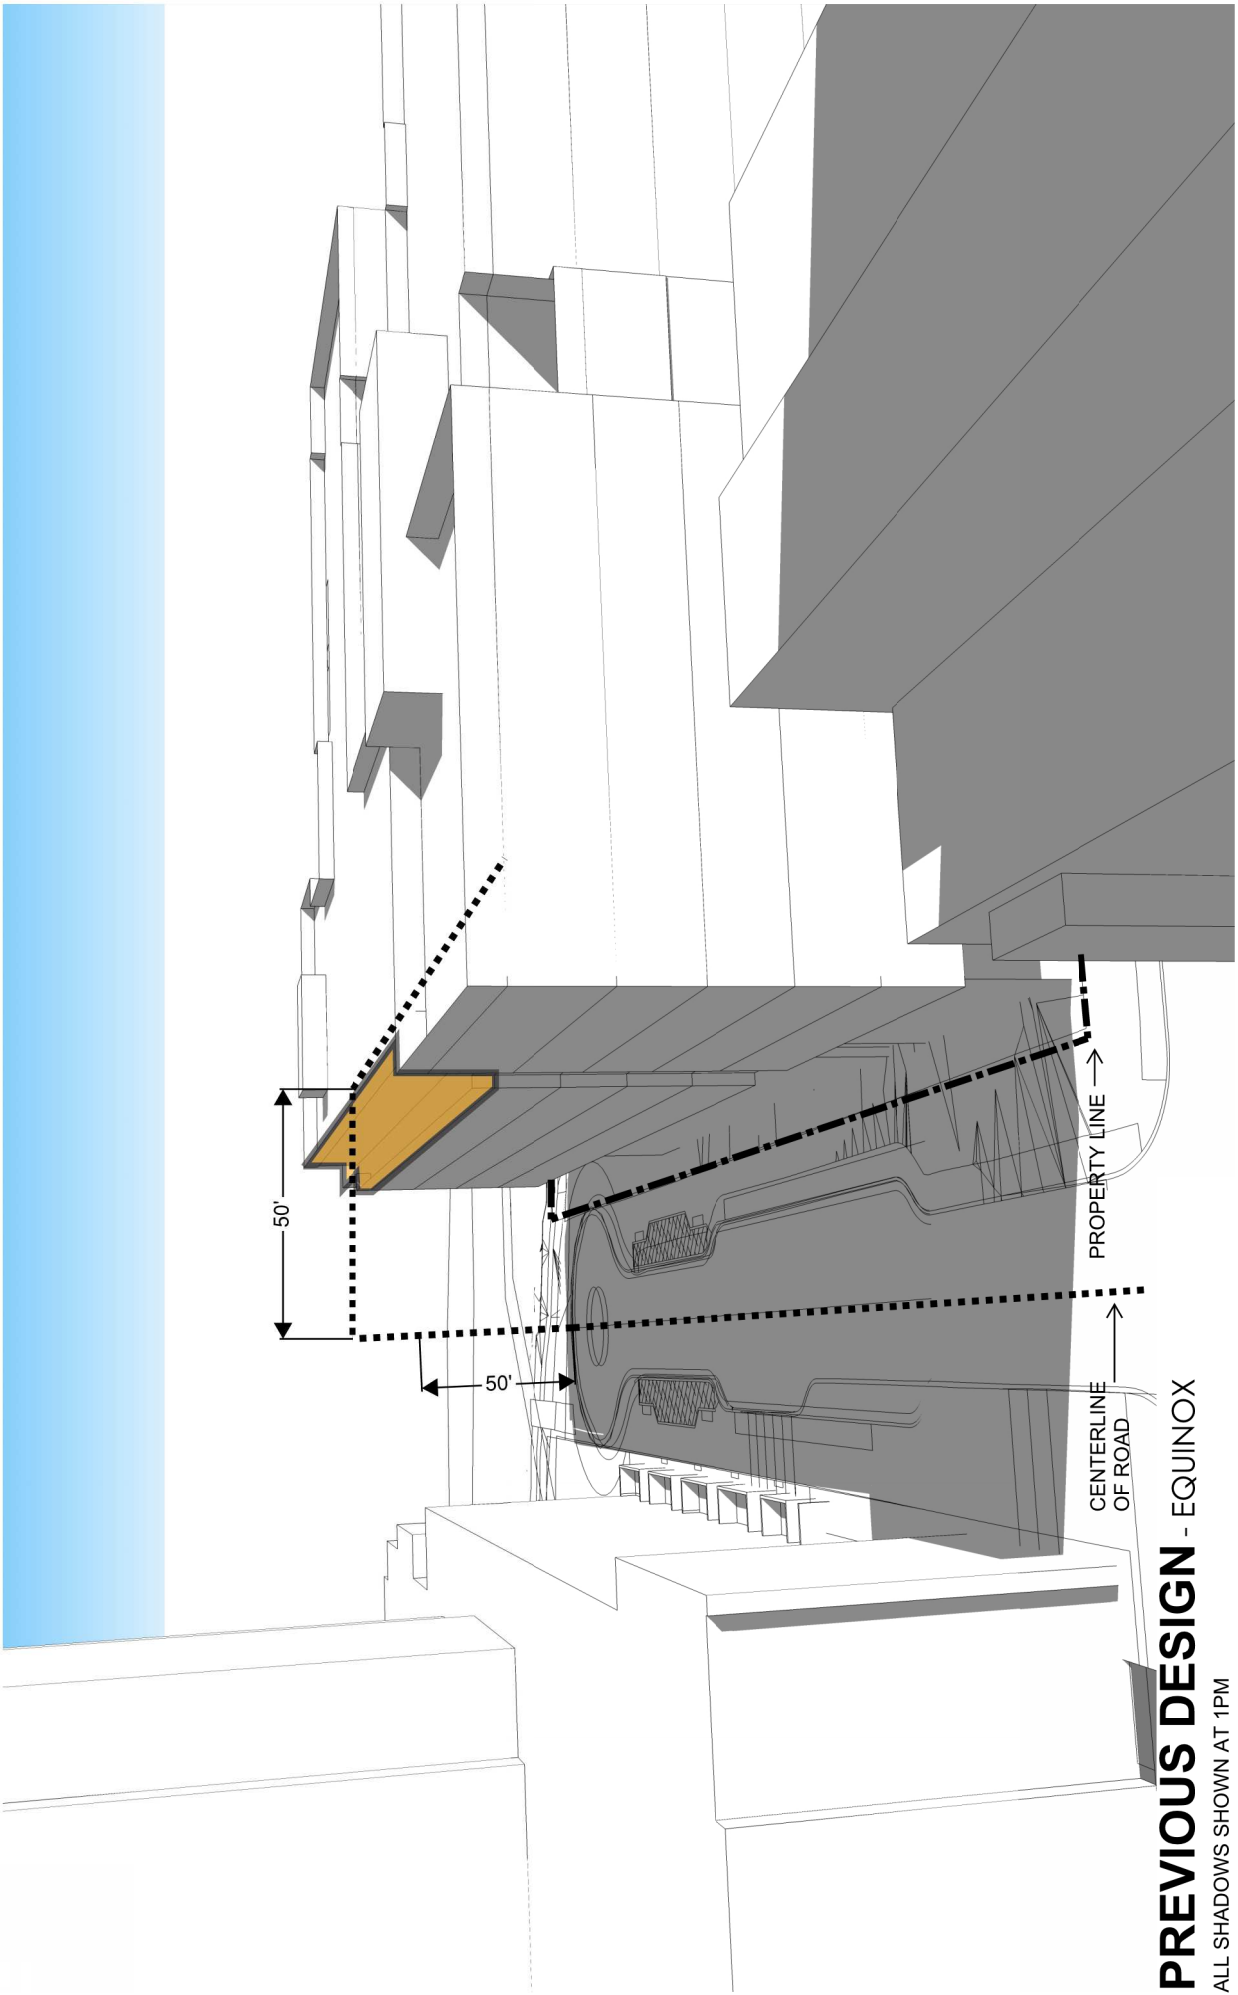 50'
50'
CENTERLINE
OF ROAD
PROPERTY LINE
PREVIOUS DESIGN - EQUINOX
ALL SHADOWS SHOWN AT 1PM